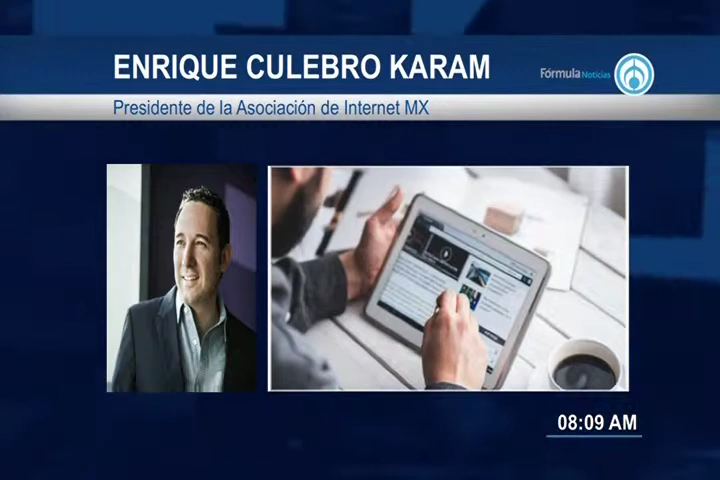 ENRIQUE CULEBRO KARAM
Fórmula Noticias
Presidente de la Asociación de Internet MX
08:09 AM